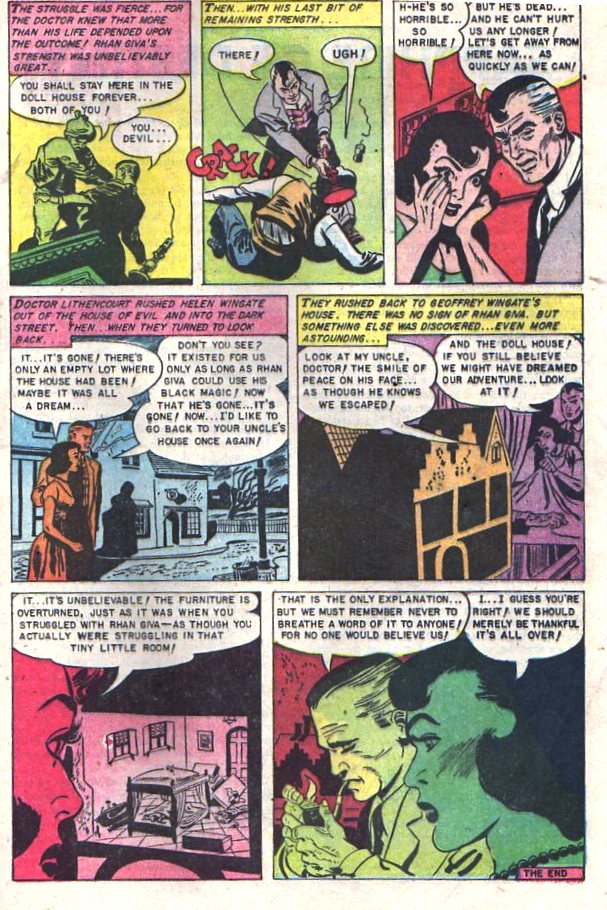 THE STRUGGLE WAS FIERCE...FOR
THE DOCTOR KNEW THAT MORE
THAN HIS LIFE DEPENDED UPON
THE OUTCOME! RHAN GIVA'S
STRENGTH WAS UNBELIEVABLY
GREAT...
YOU SHALL STAY HERE IN THE
DOLL HOUSE FOREVER...
BOTH OF YOU!
YOU...
DEVIL...
THEN...WITH HIS LAST BIT OF
REMAINING STRENGTH...
THERE!
UGH!
CRACK!
H-HE'S SO
HORRIBLE...
SO
HORRIBLE!
BUT HE'S DEAD...
AND HE CAN'T HURT
US ANY LONGER!
LET'S GET AWAY FROM
HERE NOW... AS
QUICKLY AS WE CAN!
DOCTOR LITHENCOURT RUSHED HELEN WINGATE
OUT OF THE HOUSE OF EVIL AND INTO THE DARK
STREET. THEN...WHEN THEY TURNED TO LOOK
BACK...
IT...IT'S GONE! THERE'S
ONLY AN EMPTY LOT WHERE
THE HOUSE HAD BEEN!
MAYBE IT WAS ALL
A DREAM...
DON'T YOU SEE?
IT EXISTED FOR US
ONLY AS LONG AS RHAN
GIVA COULD USE HIS
BLACK MAGIC! NOW
THAT HE'S GONE...IT'S
GONE! NOW...I'D LIKE TO
GO BACK TO YOUR UNCLE'S
HOUSE ONCE AGAIN!
THEY RUSHED BACK TO GEOFFREY WINGATE'S
HOUSE. THERE WAS NO SIGN OF RHAN GIVA. BUT
SOMETHING ELSE WAS DISCOVERED...EVEN MORE
ASTOUNDING...
LOOK AT MY UNCLE,
DOCTOR! THE SMILE OF
PEACE ON HIS FACE...
AS THOUGH HE KNOWS
WE ESCAPED!
AND THE DOLL HOUSE!
IF YOU STILL BELIEVE
WE MIGHT HAVE DREAMED
OUR ADVENTURE...LOOK
AT IT!
IT...IT'S UNBELIEVABLE! THE FURNITURE IS
OVERTURNED, JUST AS IT WAS WHEN YOU
STRUGGLED WITH RHAN GIVA—AS THOUGH YOU
ACTUALLY WERE STRUGGLING IN THAT
TINY LITTLE ROOM!
THAT IS THE ONLY EXPLANATION...
BUT WE MUST REMEMBER NEVER TO
BREATHE A WORD OF IT TO ANYONE!
FOR NO ONE WOULD BELIEVE US!
I...I GUESS YOU'RE
RIGHT! WE SHOULD
MERELY BE THANKFUL
IT'S ALL OVER!
THE END